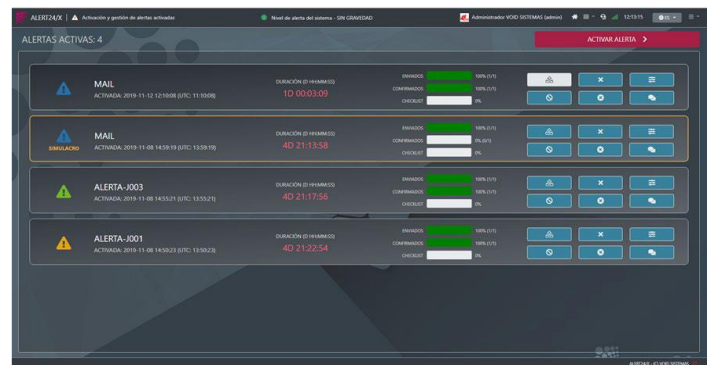 ALERT24/X | Activación y gestión de alertas activadas
Nivel de alerta del sistema - SIN GRAVEDAD
Administrador VOID SISTEMAS (admin)
12:13:15
ES
ALERTAS ACTIVAS: 4
ACTIVAR ALERTA
MAIL
ACTIVADA: 2019-11-12 12:10:08 (UTC: 11:10:08)
DURACIÓN (D HH:MM:SS)
1D 00:03:09
ENVIADOS 100% (1/1)
CONFIRMADOS 100% (1/1)
CHECKLIST 0%
SIMULACRO
MAIL
ACTIVADA: 2019-11-08 14:59:19 (UTC: 13:59:19)
DURACIÓN (D HH:MM:SS)
4D 21:13:58
ENVIADOS 100% (1/1)
CONFIRMADOS 0% (0/1)
CHECKLIST 0%
ALERTA-J003
ACTIVADA: 2019-11-08 14:55:21 (UTC: 13:55:21)
DURACIÓN (D HH:MM:SS)
4D 21:17:56
ENVIADOS 100% (1/1)
CONFIRMADOS 100% (1/1)
CHECKLIST 0%
ALERTA-J001
ACTIVADA: 2019-11-08 14:50:23 (UTC: 13:50:23)
DURACIÓN (D HH:MM:SS)
4D 21:22:54
ENVIADOS 100% (1/1)
CONFIRMADOS 100% (1/1)
CHECKLIST 0%
ALERT24/X - (C) VOID SISTEMAS